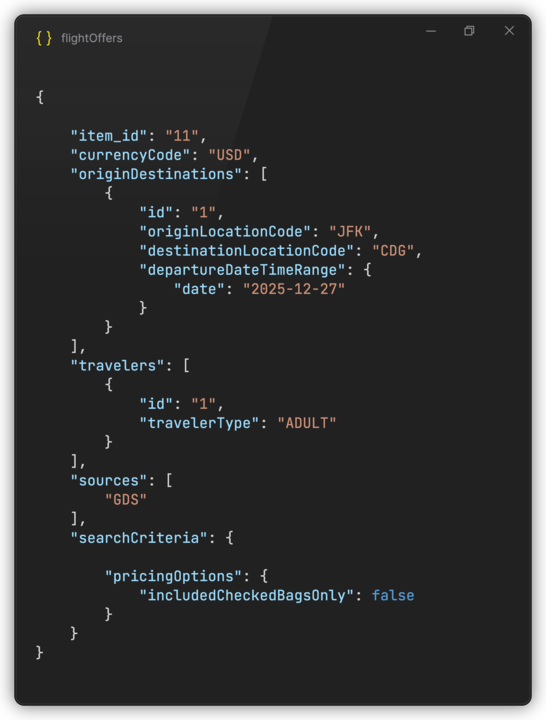 { } flightOffers
{
"item_id": "11",
"currencyCode": "USD",
"originDestinations": [
{
"id": "1",
"originLocationCode": "JFK",
"destinationLocationCode": "CDG",
"departureDateTimeRange": {
"date": "2025-12-27"
}
}
],
"travelers": [
{
"id": "1",
"travelerType": "ADULT"
}
],
"sources": [
"GDS"
],
"searchCriteria": {
"pricingOptions": {
"includedCheckedBagsOnly": false
}
}
}